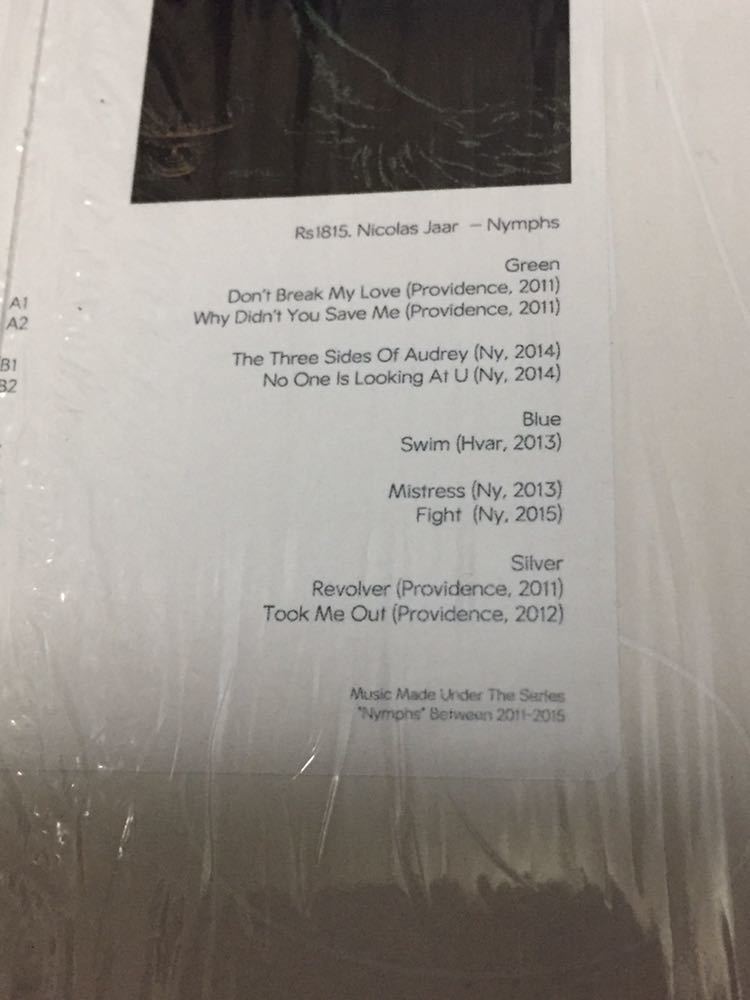 Rs1815. Nicolas Jaar – Nymphs
Green
A1
Don't Break My Love (Providence, 2011)
A2
Why Didn't You Save Me (Providence, 2011)
B1
The Three Sides Of Audrey (Ny, 2014)
B2
No One Is Looking At U (Ny, 2014)
Blue
Swim (Hvar, 2013)
Mistress (Ny, 2013)
Fight (Ny, 2015)
Silver
Revolver (Providence, 2011)
Took Me Out (Providence, 2012)
Music Made Under The Series
"Nymphs" Between 2011-2015